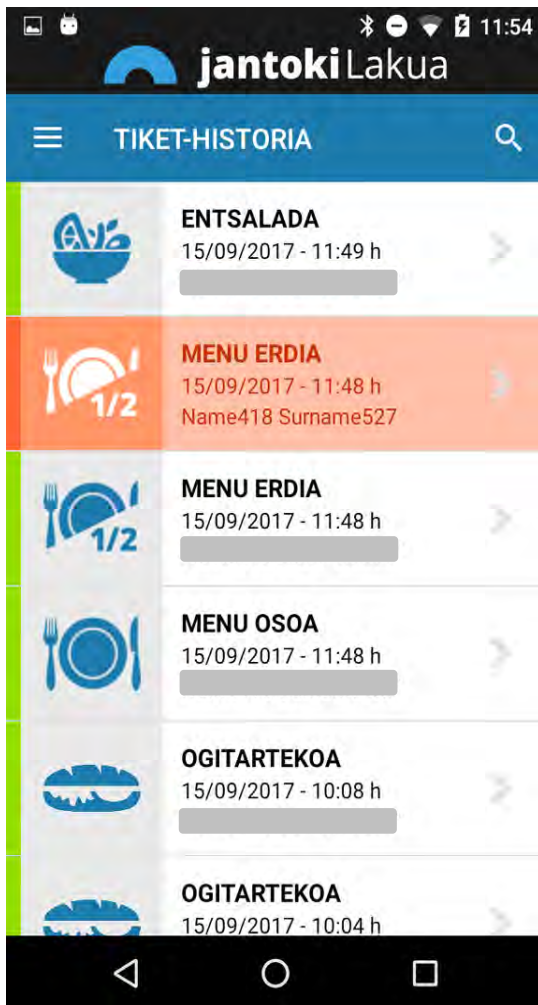 11:54
jantokiLakua
TIKET-HISTORIA
ENTSALADA
15/09/2017 - 11:49 h
MENU ERDIA
15/09/2017 - 11:48 h
Name418 Surname527
1/2
MENU ERDIA
15/09/2017 - 11:48 h
1/2
MENU OSOA
15/09/2017 - 11:48 h
OGITARTEKOA
15/09/2017 - 10:08 h
OGITARTEKOA
15/09/2017 - 10:04 h